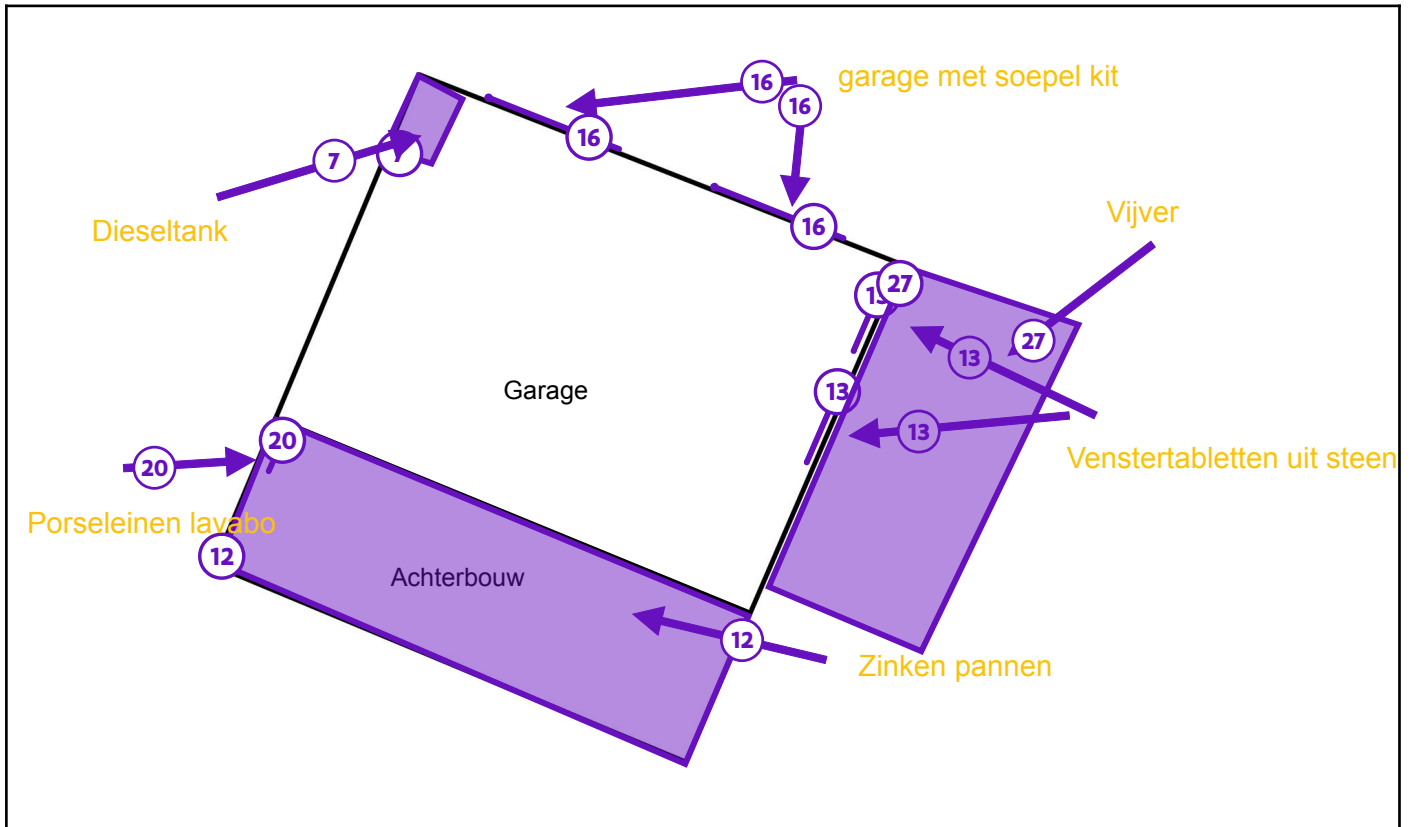 16
garage met soepel kit
16
16
7
7
Dieseltank
16
Vijver
27
13
27
13
Garage
13
13
20
20
Venstertabletten uit steen
Porseleinen lavabo
12
Achterbouw
12
Zinken pannen